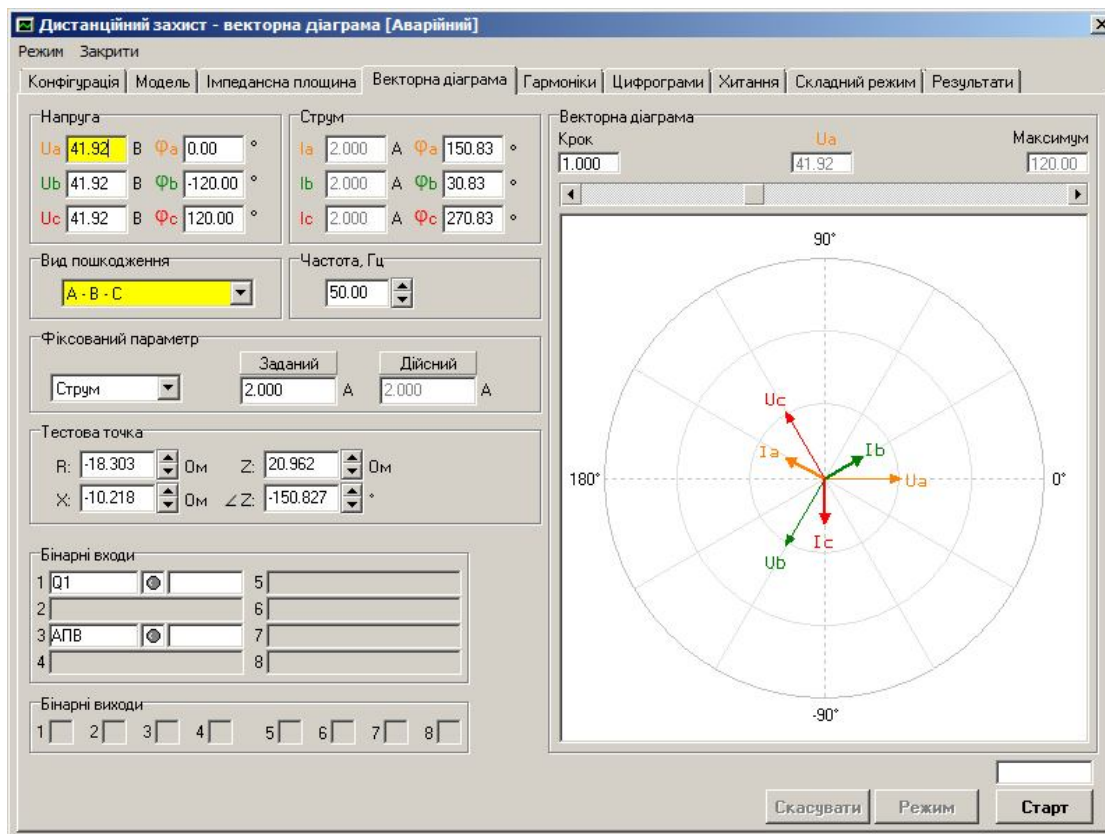 Дистанційний захист - векторна діаграма [Аварійний]
Режим Закрити
Конфігурація Модель Імпедансна площина Векторна діаграма Гармоніки Цифрограми Хитання Складний режим Результати
Напруга
Ua 41.92 В φa 0.00 °
Ub 41.92 В φb -120.00 °
Uc 41.92 В φc 120.00 °
Струм
Ia 2.000 А φa 150.83 °
Ib 2.000 А φb 30.83 °
Ic 2.000 А φc 270.83 °
Вид пошкодження
A - B - C
Частота, Гц
50.00
Фіксований параметр
Заданий Дійсний
Струм 2.000 А 2.000 А
Тестова точка
R: -18.303 Ом Z: 20.962 Ом
X: -10.218 Ом ∠Z: -150.827 °
Бінарні входи
1 Q1 5
2 6
3 АПВ 7
4 8
Бінарні виходи
1 2 3 4 5 6 7 8
Векторна діаграма
Крок Ua Максимум
1.000 41.92 120.00
90°
Uc
Ia Ib
180° Ua 0°
Ic
Ub
-90°
Скасувати Режим Старт